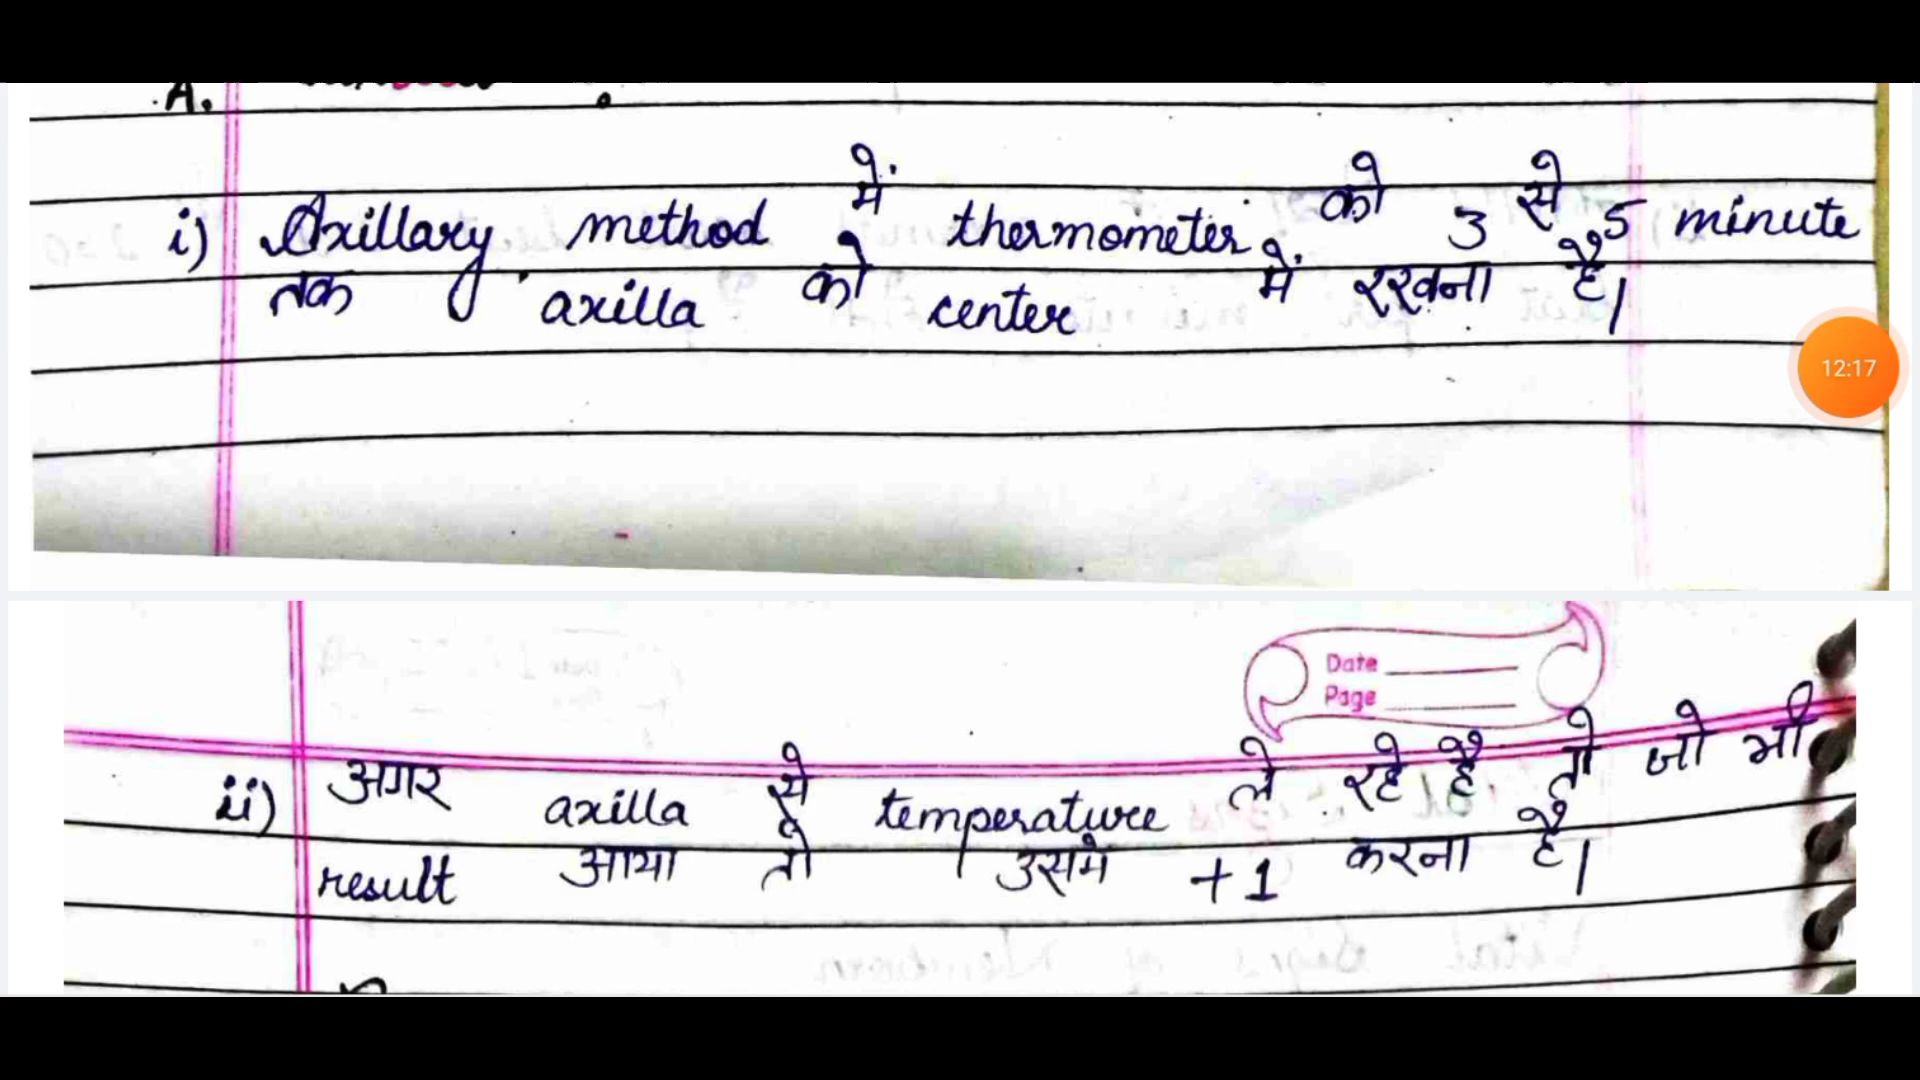 A.
i) Axillary method में thermometer को 3 से 5 minute
तक axilla को center में रखना है।
12:17
Date
Page
ii) अगर axilla से temperature ले रहे है तो जो भी
result आया तो उसमे +1 करना है।